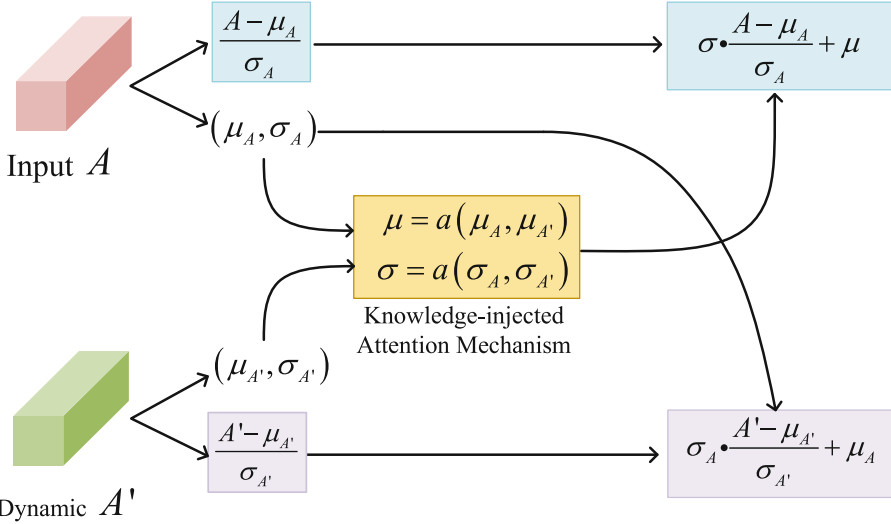 (A − μ_A) / σ_A
σ • (A − μ_A) / σ_A + μ
(μ_A, σ_A)
Input A
μ = a(μ_A, μ_A')
σ = a(σ_A, σ_A')
Knowledge-injected
Attention Mechanism
(μ_A', σ_A')
(A' − μ_A') / σ_A'
σ_A • (A' − μ_A') / σ_A' + μ_A
Dynamic A'